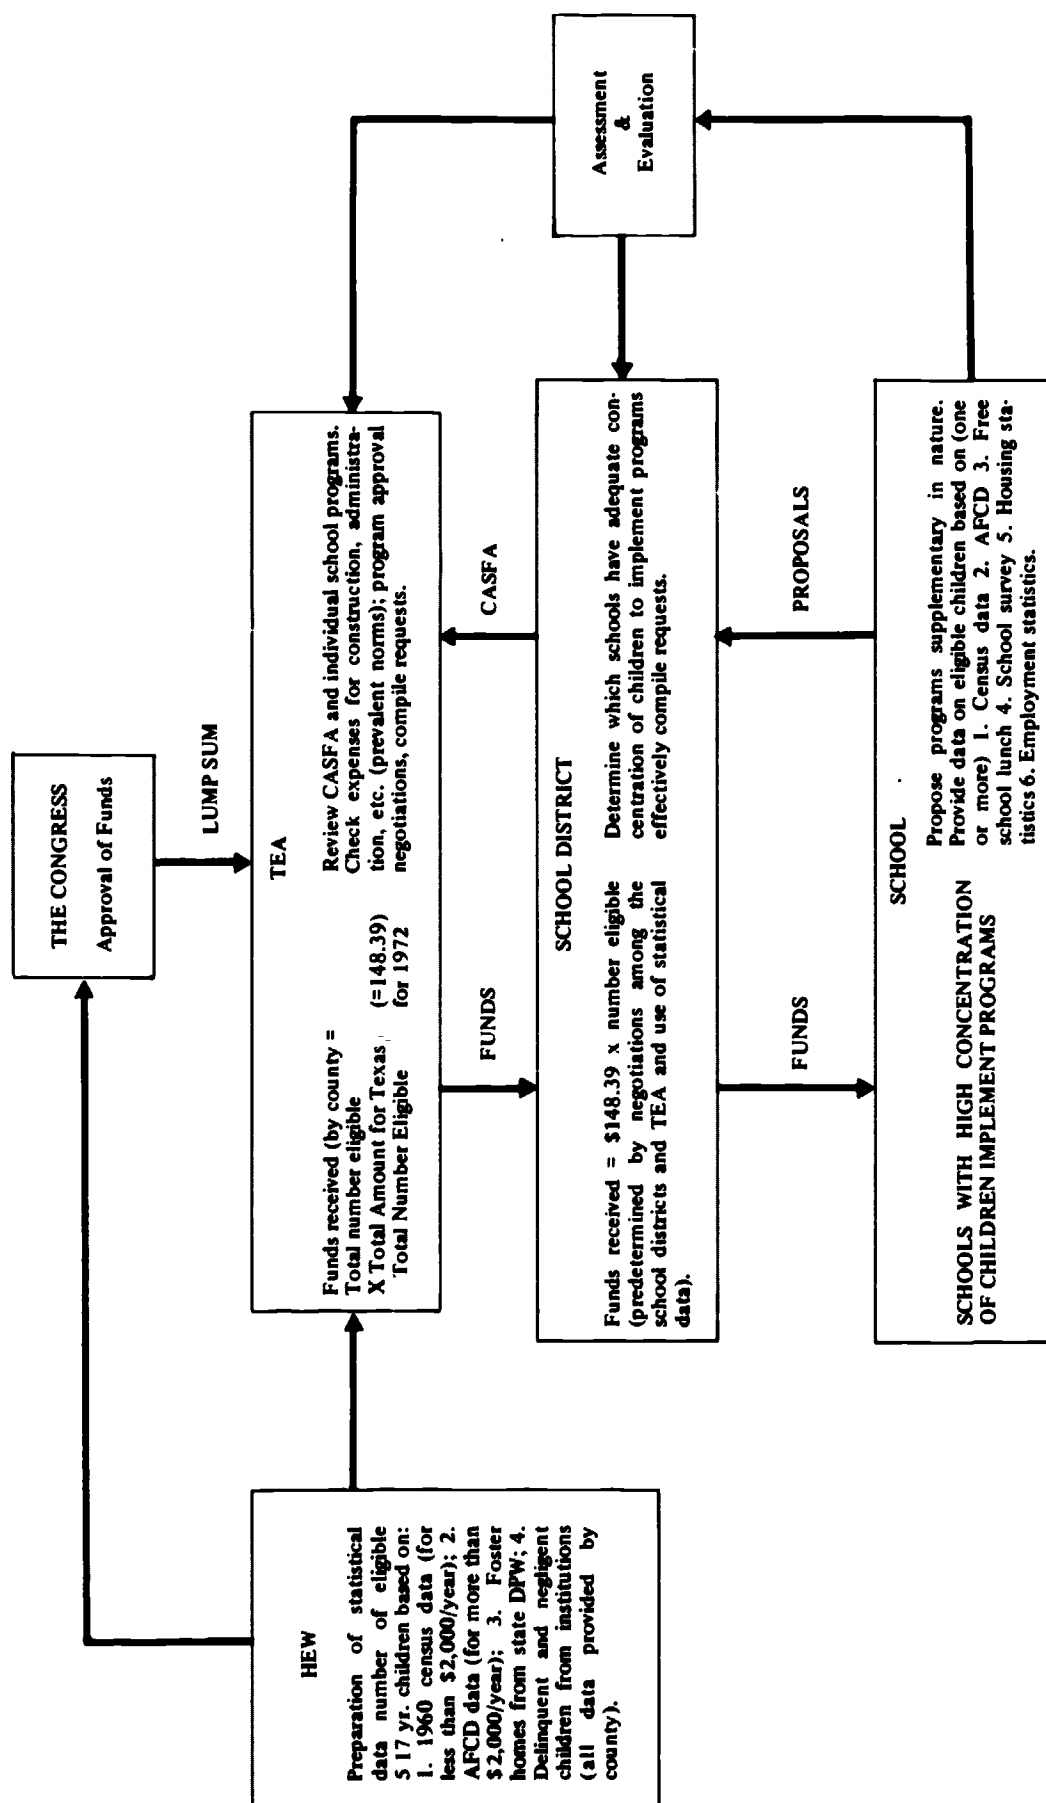 THE CONGRESS
Approval of Funds
LUMP SUM
HEW
Preparation of statistical
data number of eligible
5 17 yr. children based on:
1. 1960 census data (for
less than $2,000/year); 2.
AFCD data (for more than
$2,000/year); 3. Foster
homes from state DPW; 4.
Delinquent and negligent
children from institutions
(all data provided by
county).
TEA
Funds received (by county =
Total number eligible
X Total Amount for Texas (=148.39)
Total Number Eligible for 1972
Review CASFA and individual school programs.
Check expenses for construction, administra-
tion, etc. (prevalent norms); program approval
negotiations, compile requests.
FUNDS
CASFA
SCHOOL DISTRICT
Funds received = $148.39 x number eligible
(predetermined by negotiations among the
school districts and TEA and use of statistical
data).
Determine which schools have adequate con-
centration of children to implement programs
effectively compile requests.
FUNDS
PROPOSALS
SCHOOL
SCHOOLS WITH HIGH CONCENTRATION
OF CHILDREN IMPLEMENT PROGRAMS
Propose programs supplementary in nature.
Provide data on eligible children based on (one
or more) 1. Census data 2. AFCD 3. Free
school lunch 4. School survey 5. Housing sta-
tistics 6. Employment statistics.
Assessment
&
Evaluation